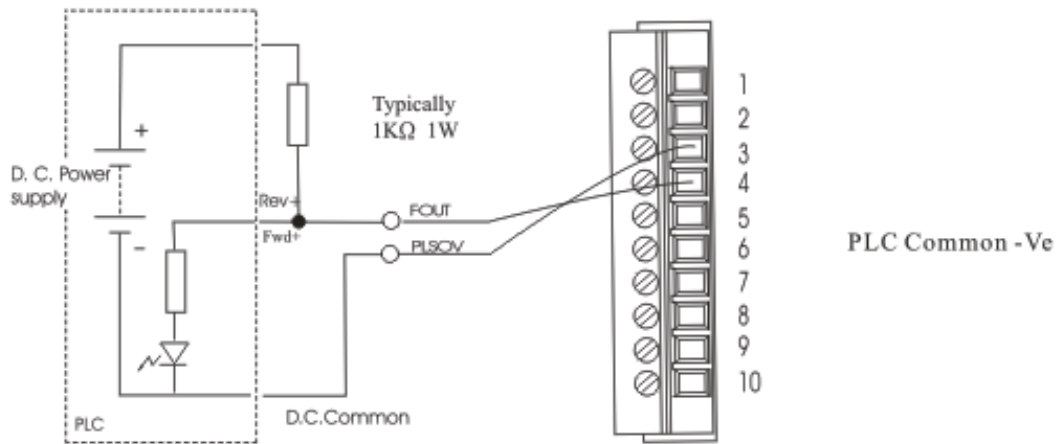 Typically
1KΩ 1W
+
D. C. Power
supply
−
Rev+
Fwd+
FOUT
PLSOV
D.C.Common
PLC
1
2
3
4
5
6
7
8
9
10
PLC Common -Ve